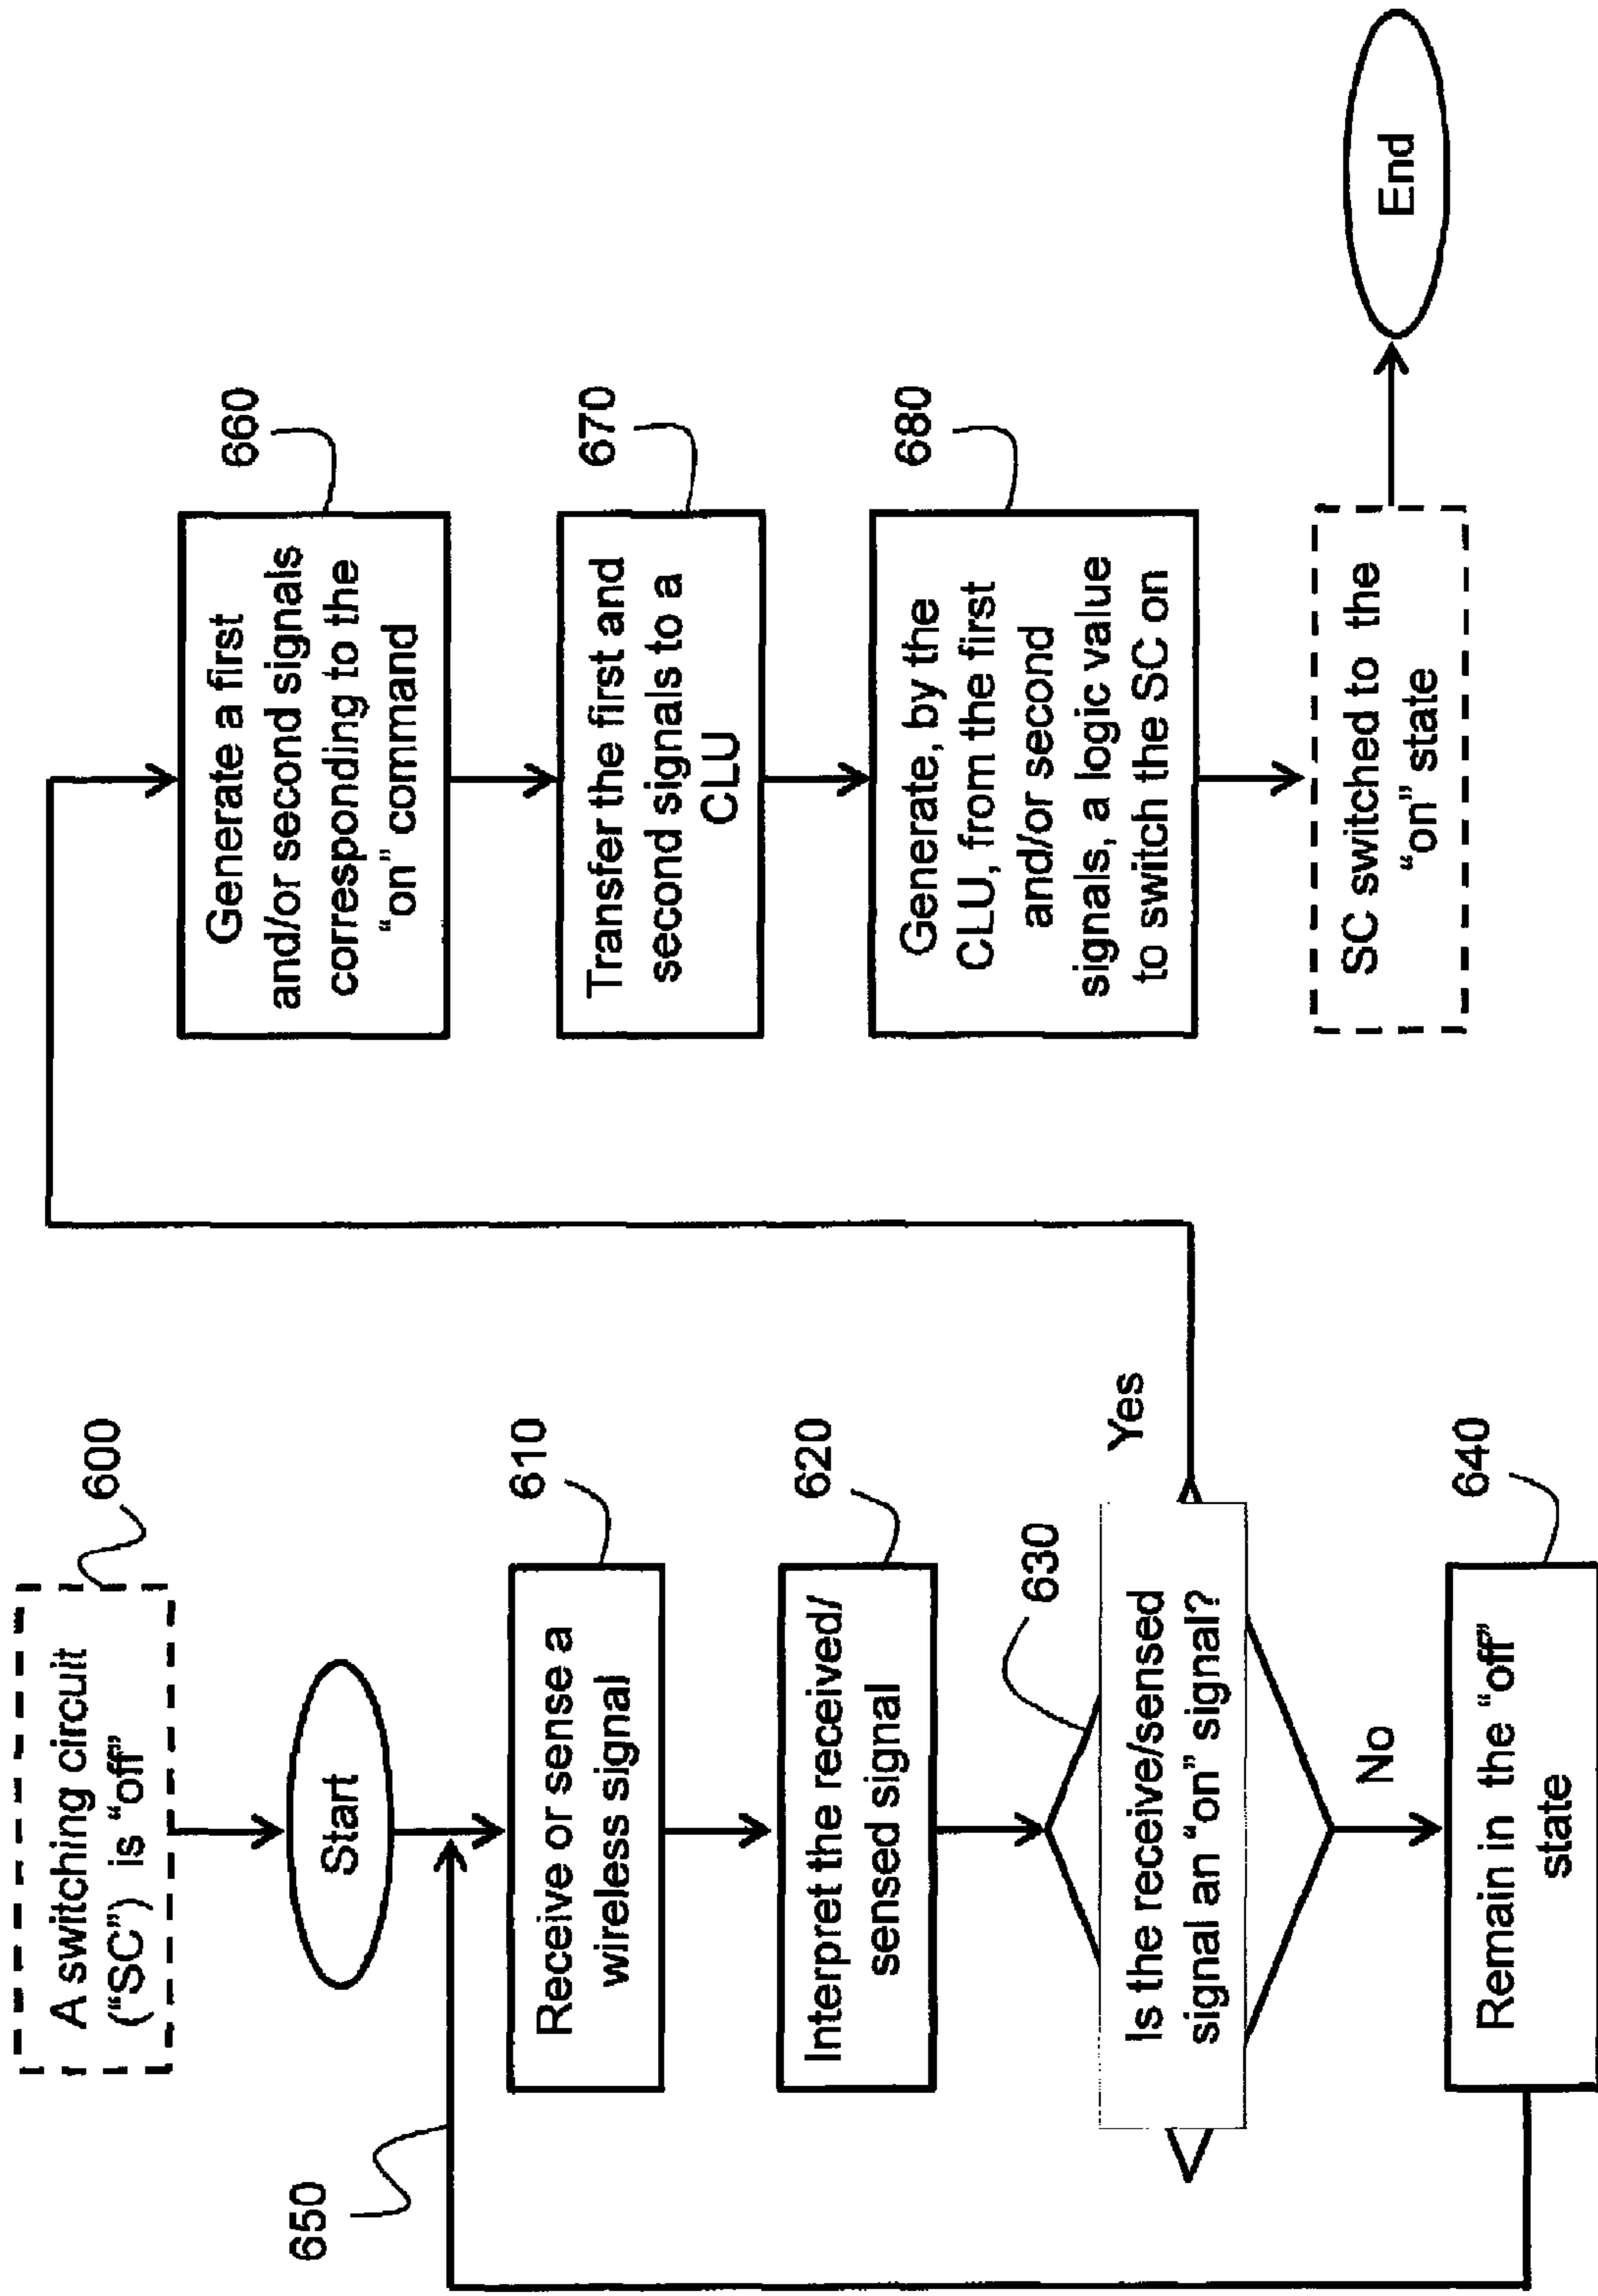 A switching circuit
("SC") is "off"
600
Start
650
Receive or sense a
wireless signal
610
Interpret the received/
sensed signal
620
630
Is the receive/sensed
signal an "on" signal?
Yes
No
Remain in the "off"
state
640
Generate a first
and/or second signals
corresponding to the
"on" command
660
Transfer the first and
second signals to a
CLU
670
Generate, by the
CLU, from the first
and/or second
signals, a logic value
to switch the SC on
680
SC switched to the
"on" state
End